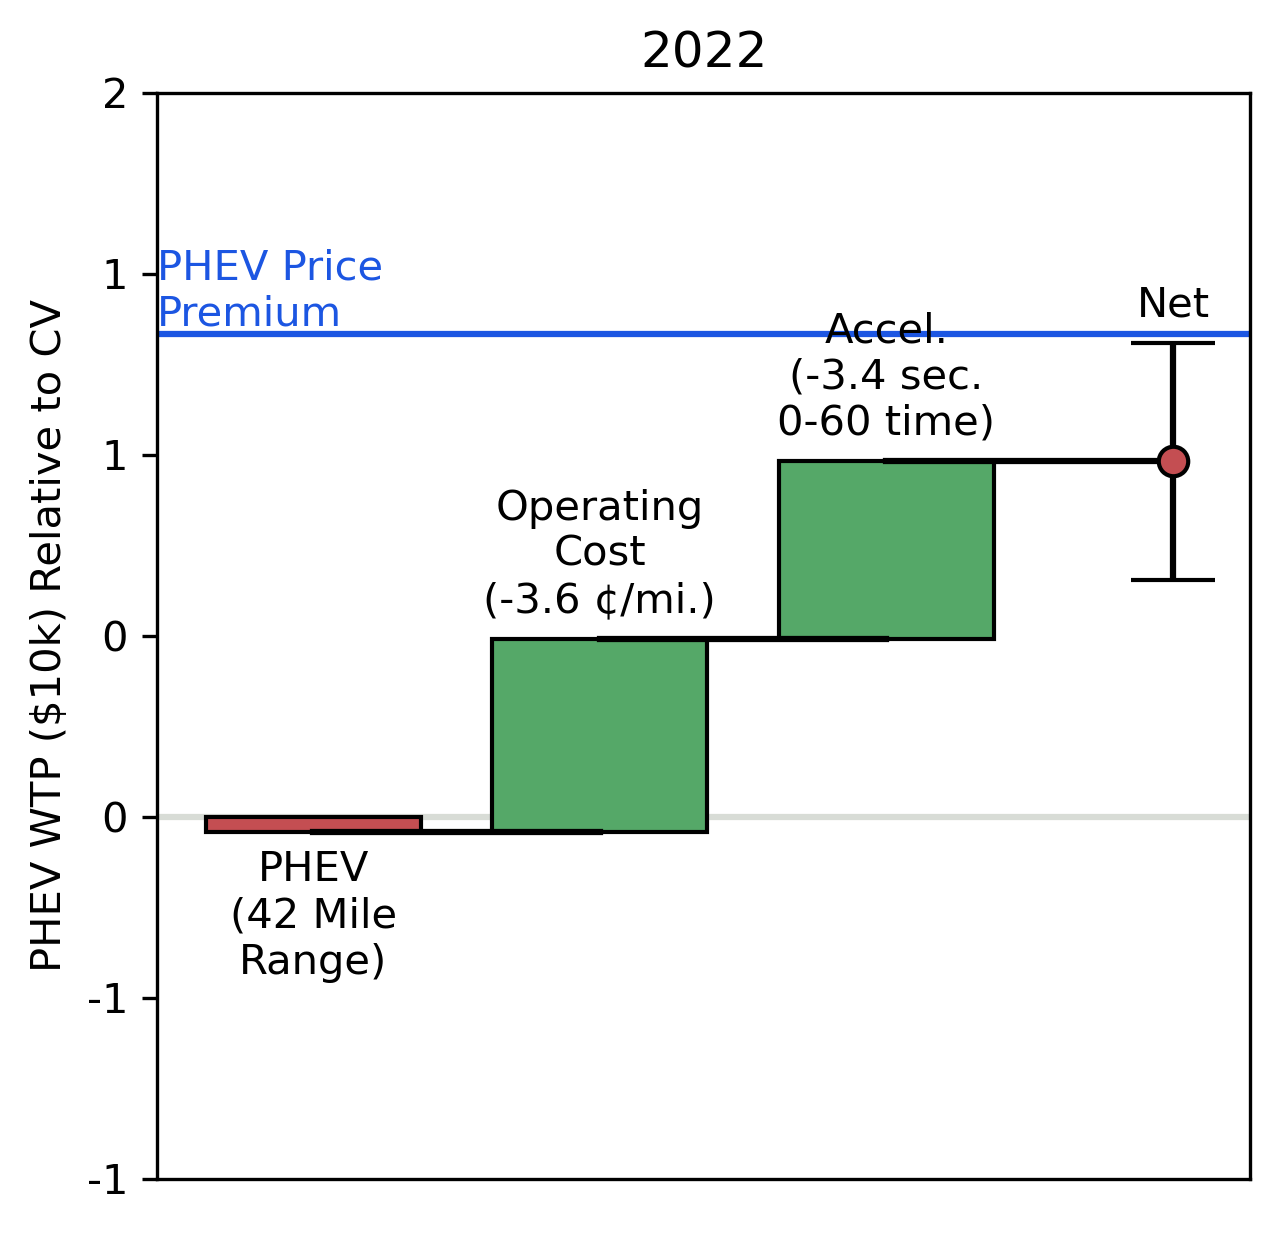 2022
PHEV WTP ($10k) Relative to CV
2
1
1
0
0
-1
-1
PHEV Price
Premium
Net
Accel.
(-3.4 sec.
0-60 time)
Operating
Cost
(-3.6 ¢/mi.)
PHEV
(42 Mile
Range)